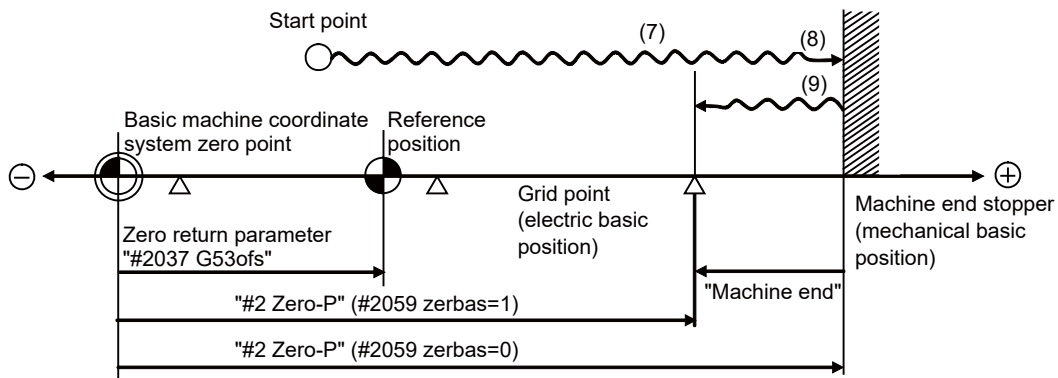 Start point
(7)
(8)
(9)
Basic machine coordinate
system zero point
Reference
position
Grid point
(electric basic
position)
Machine end stopper
(mechanical basic
position)
Zero return parameter
"#2037 G53ofs"
"Machine end"
"#2 Zero-P" (#2059 zerbas=1)
"#2 Zero-P" (#2059 zerbas=0)